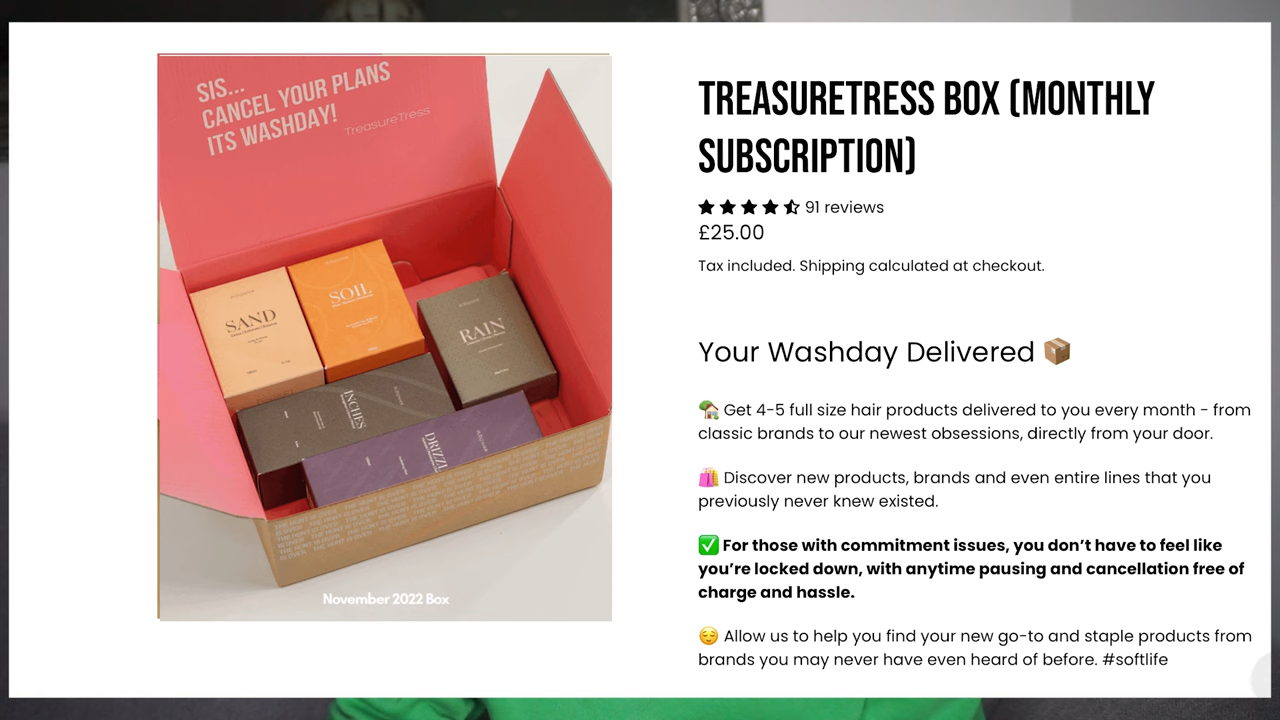 SIS...
CANCEL YOUR PLANS
ITS WASHDAY!
TreasureTress
SAND
SOIL
RAIN
INCHES
November 2022 Box
TREASURETRESS BOX (MONTHLY
SUBSCRIPTION)
91 reviews
£25.00
Tax included. Shipping calculated at checkout.
Your Washday Delivered 📦
🏡 Get 4-5 full size hair products delivered to you every month - from
classic brands to our newest obsessions, directly from your door.
🛍️ Discover new products, brands and even entire lines that you
previously never knew existed.
✅ For those with commitment issues, you don’t have to feel like
you’re locked down, with anytime pausing and cancellation free of
charge and hassle.
😌 Allow us to help you find your new go-to and staple products from
brands you may never have even heard of before. #softlife